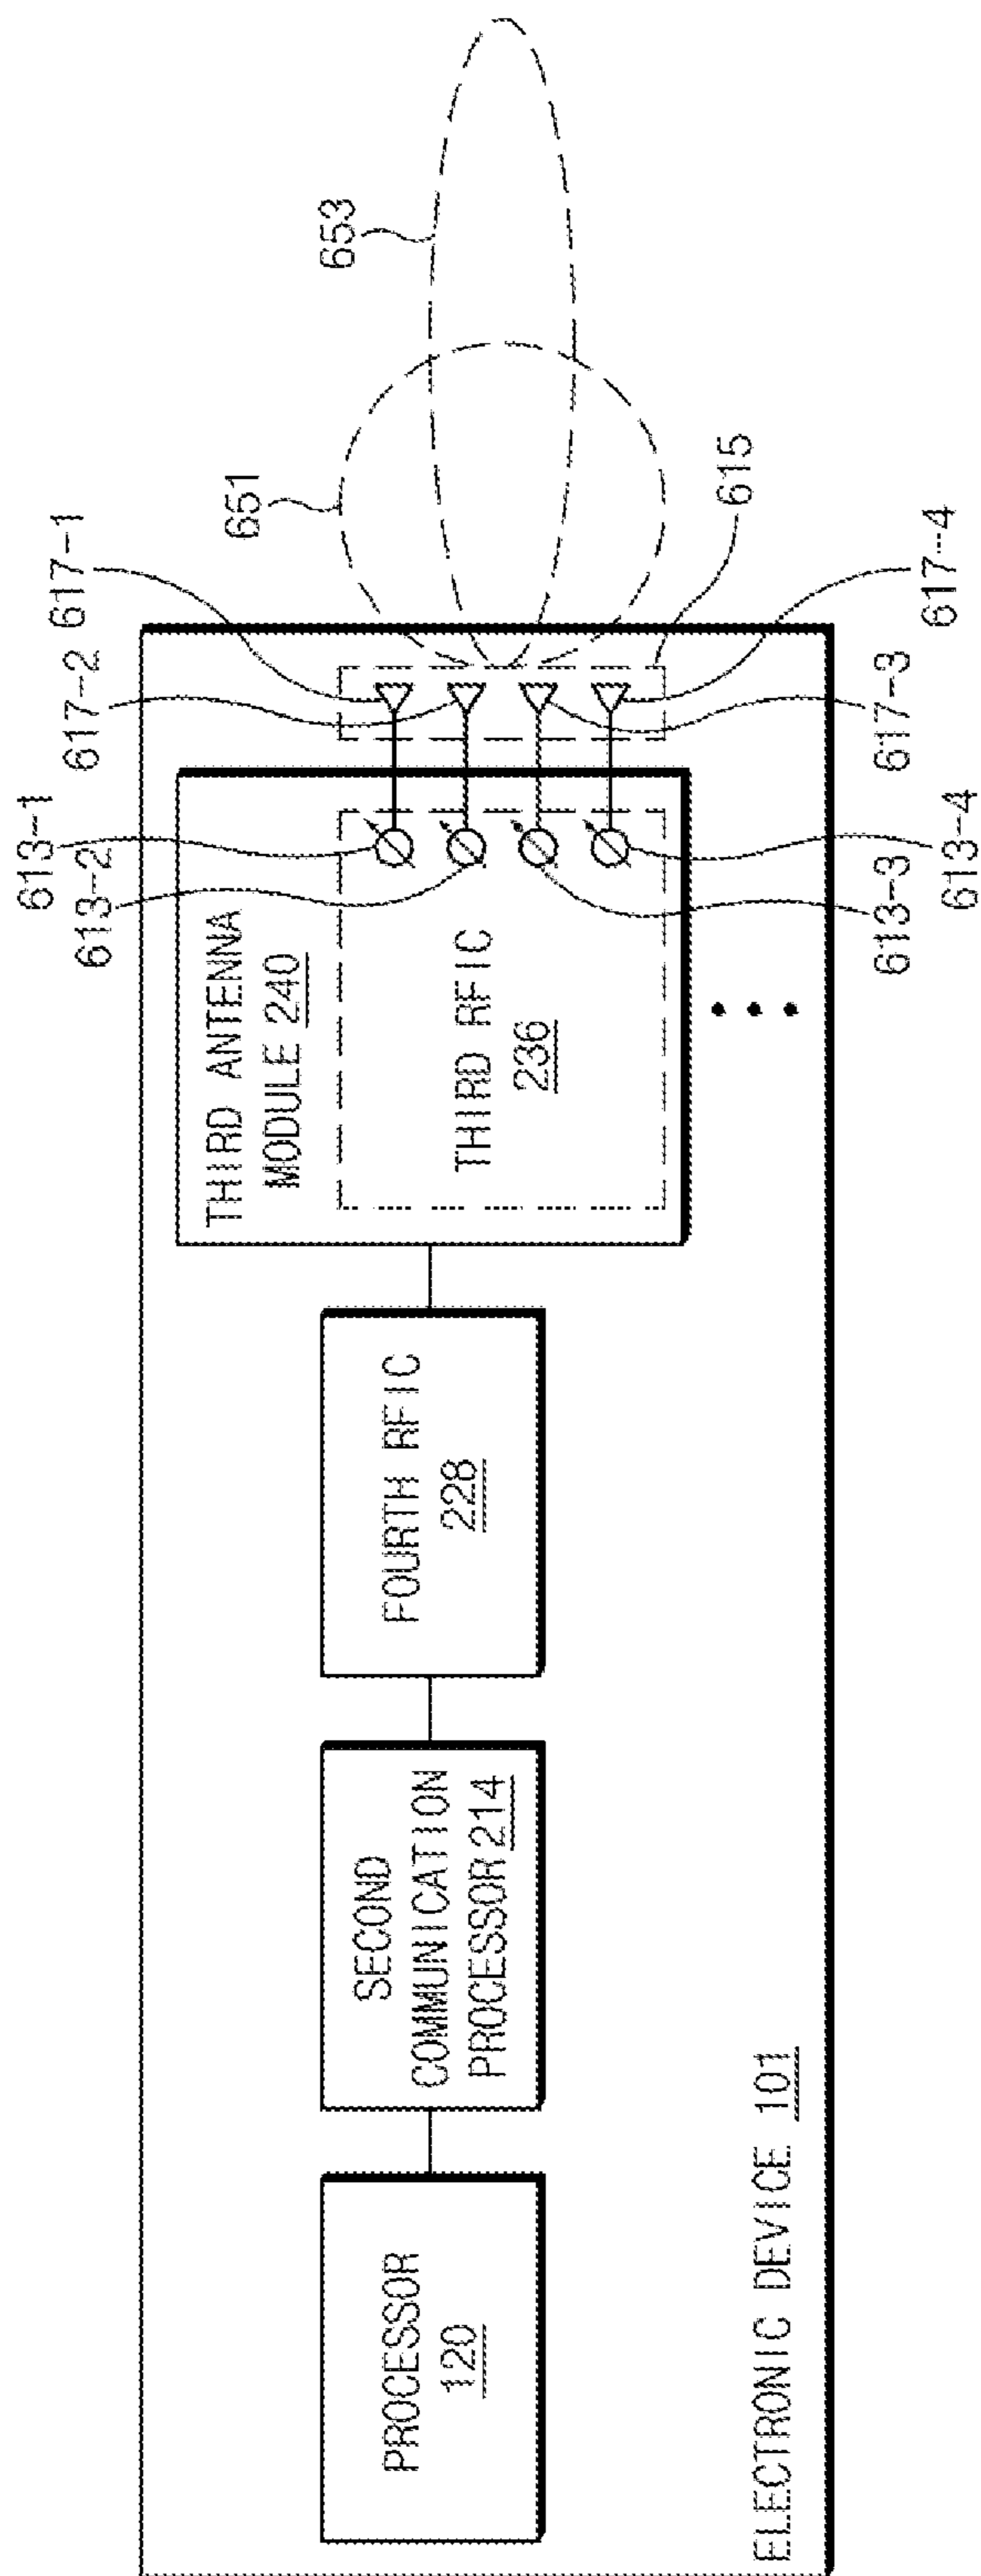 PROCESSOR
120
SECOND
COMMUNICATION
PROCESSOR 214
FOURTH RFIC
228
THIRD ANTENNA
MODULE 240
THIRD RFIC
236
613-1
613-2
617-2
617-1
651
653
613-3
613-4
617-3
617-4
615
ELECTRONIC DEVICE 101